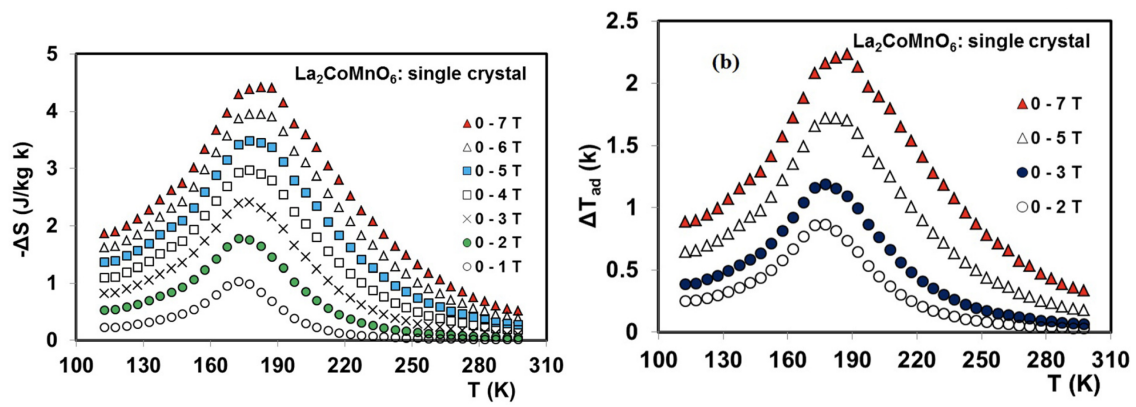 5
4
3
2
1
0
-ΔS (J/kg k)
La₂CoMnO₆: single crystal
0 - 7 T
0 - 6 T
0 - 5 T
0 - 4 T
0 - 3 T
0 - 2 T
0 - 1 T
100 130 160 190 220 250 280 310
T (K)
2.5
2
1.5
1
0.5
0
ΔTad (k)
(b)
La₂CoMnO₆: single crystal
0 - 7 T
0 - 5 T
0 - 3 T
0 - 2 T
100 130 160 190 220 250 280 310
T (K)